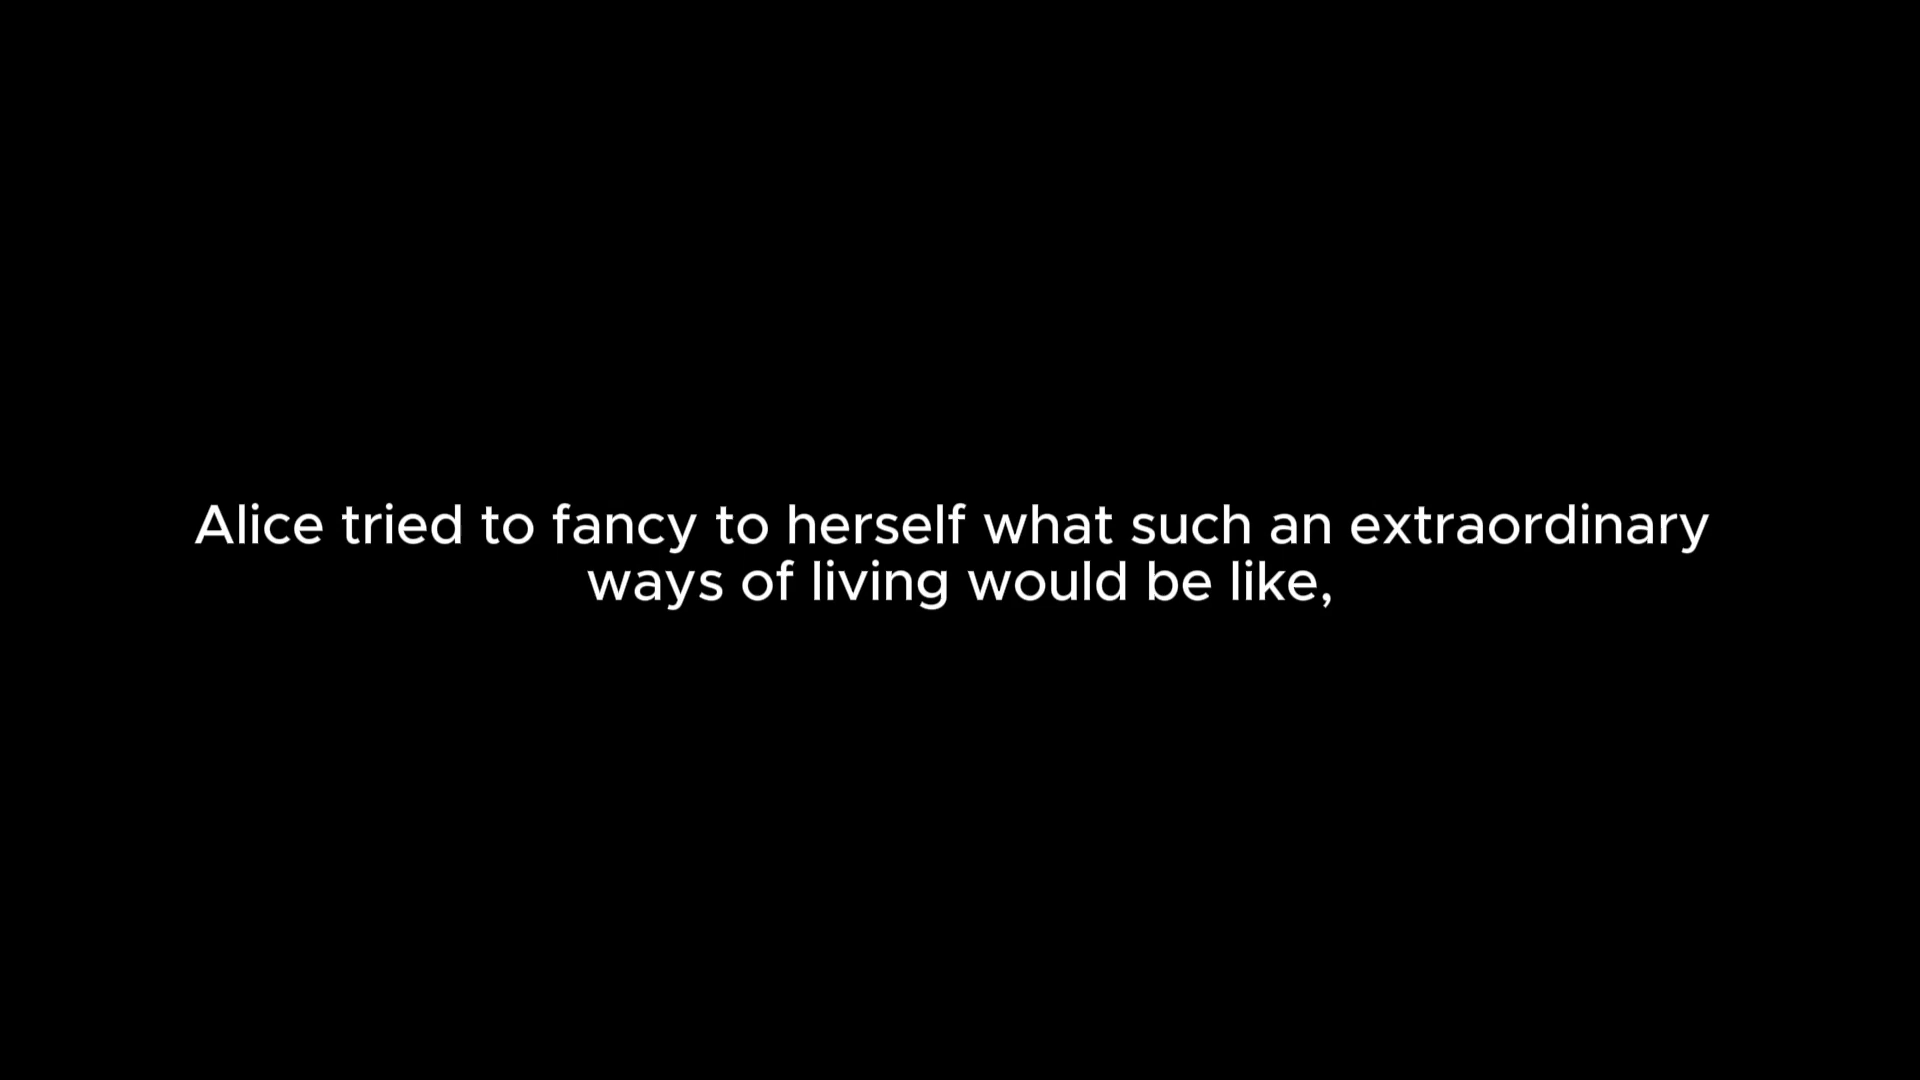 Alice tried to fancy to herself what such an extraordinary
ways of living would be like,